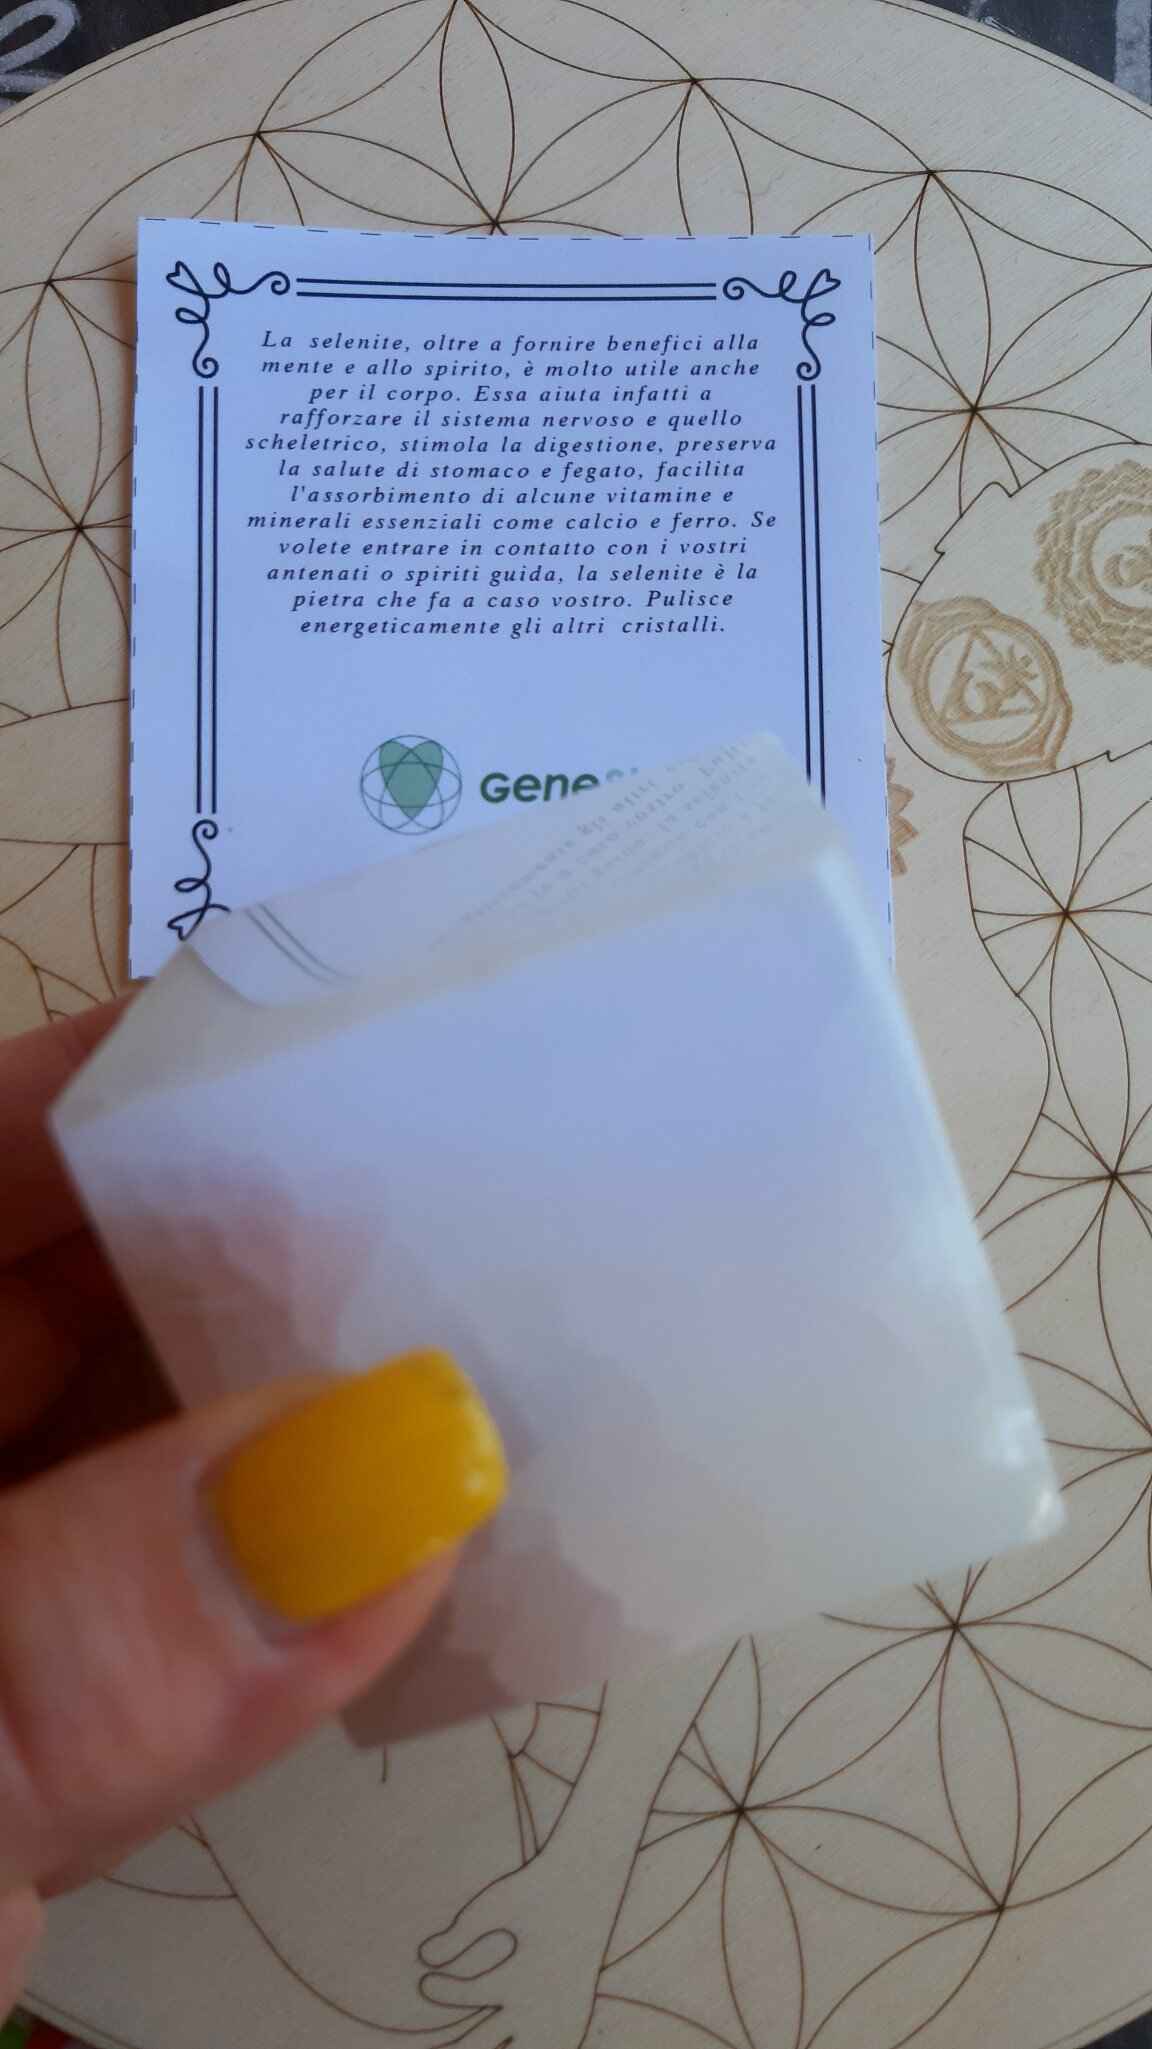 La selenite, oltre a fornire benefici alla
mente e allo spirito, è molto utile anche
per il corpo. Essa aiuta infatti a
rafforzare il sistema nervoso e quello
scheletrico, stimola la digestione, preserva
la salute di stomaco e fegato, facilita
l'assorbimento di alcune vitamine e
minerali essenziali come calcio e ferro. Se
volete entrare in contatto con i vostri
antenati o spiriti guida, la selenite è la
pietra che fa a caso vostro. Pulisce
energeticamente gli altri cristalli.